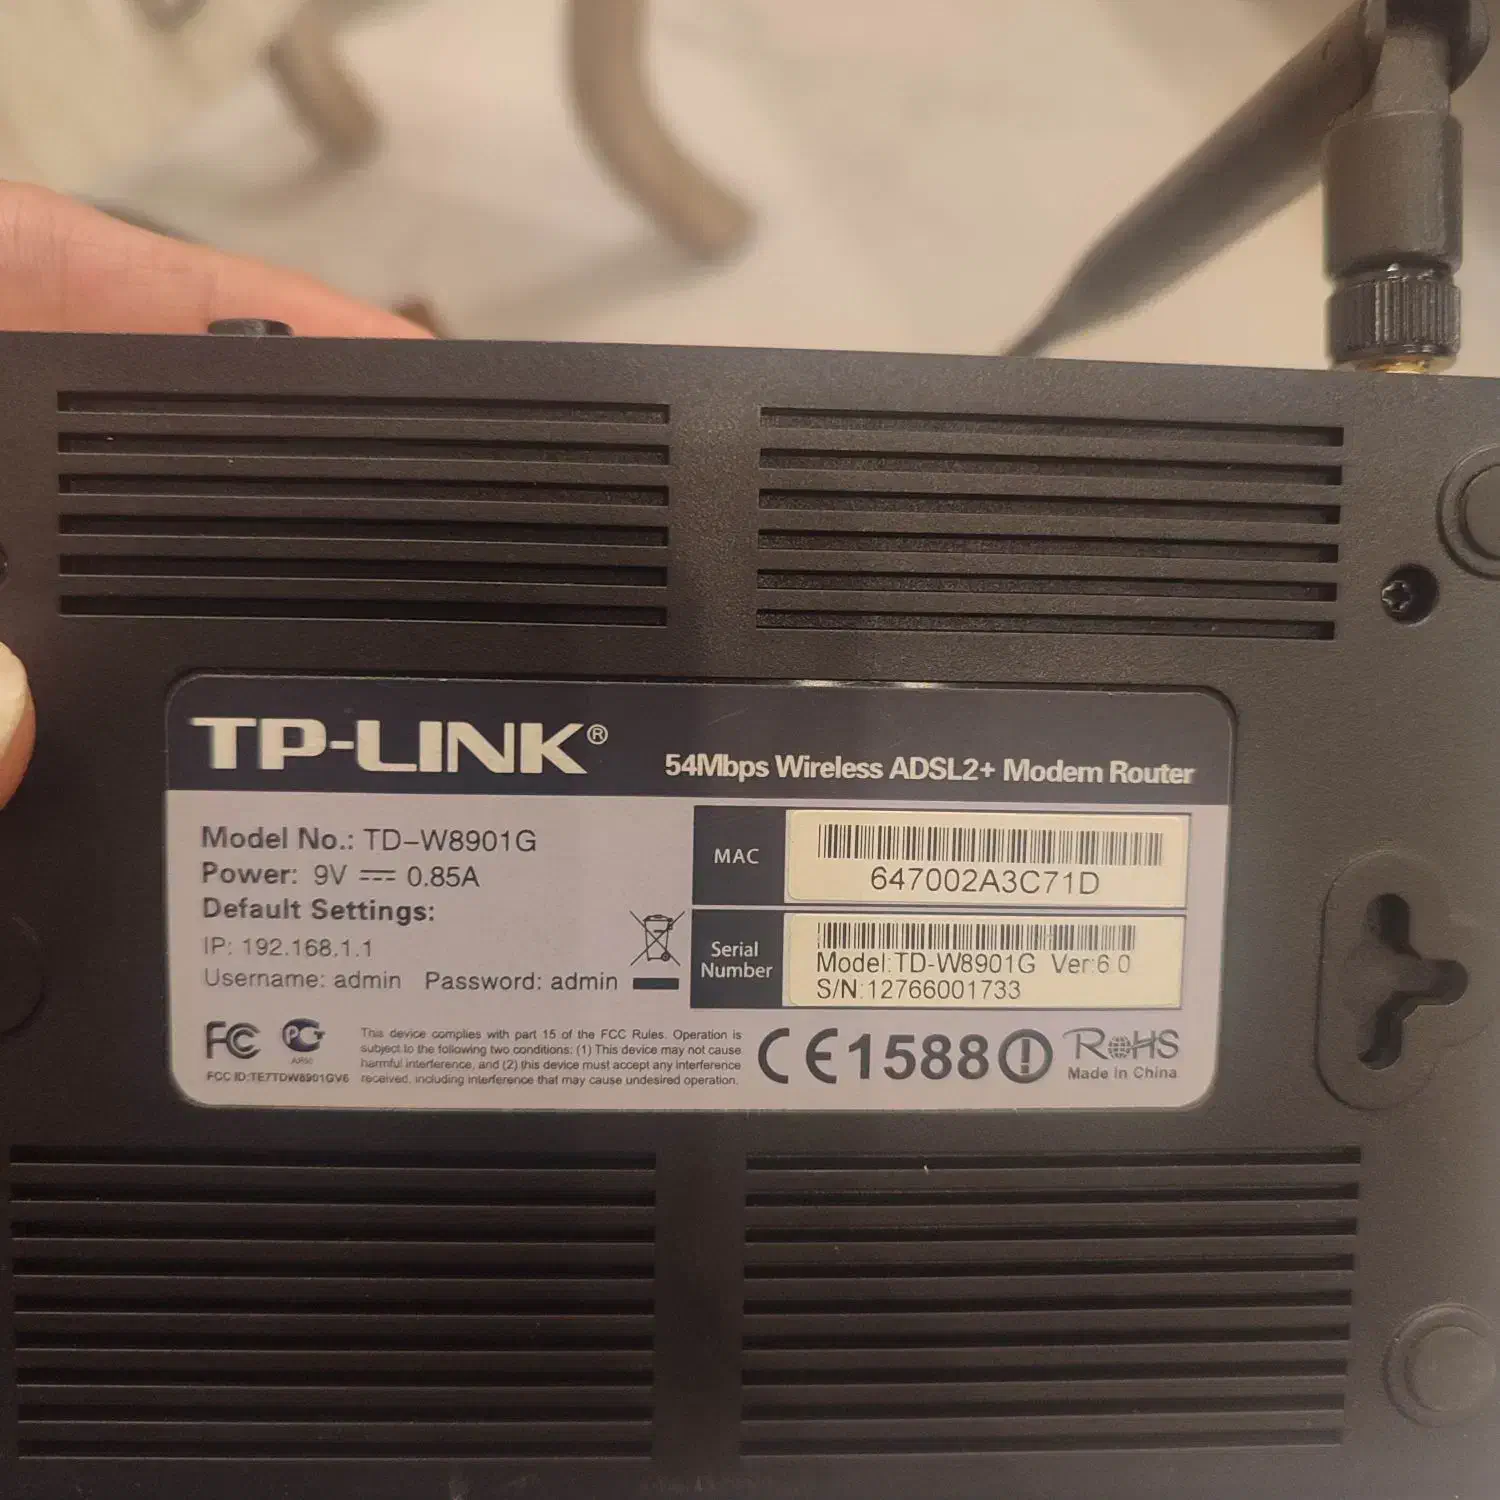 TP-LINK®
54Mbps Wireless ADSL2+ Modem Router
Model No.: TD-W8901G
Power: 9V 0.85A
Default Settings:
IP: 192.168.1.1
Username: admin Password: admin
MAC
647002A3C71D
Serial
Number
Model:TD-W8901G Ver:6.0
S/N:12766001733
FC
PCT
AR50
FCC ID:TE7TDW8901GV6
This device complies with part 15 of the FCC Rules. Operation is
subject to the following two conditions: (1) This device may not cause
harmful interference, and (2) this device must accept any interference
received, including interference that may cause undesired operation.
CE1588
RoHS
Made in China